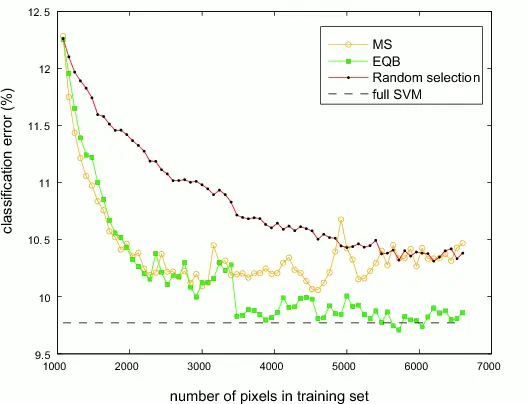 12.5
12
11.5
11
10.5
10
9.5
classification error (%)
MS
EQB
Random selection
full SVM
1000 2000 3000 4000 5000 6000 7000
number of pixels in training set